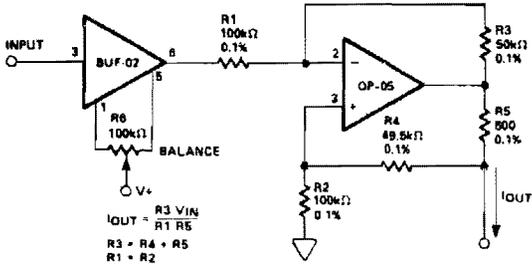 R1
100kΩ
0.1%
INPUT
3
BUF-02
6
5
1
R6
100kΩ
BALANCE
V+
2
−
OP-05
3
+
R3
50kΩ
0.1%
R5
500
0.1%
R4
49.5kΩ
0.1%
R2
100kΩ
0.1%
IOUT
IOUT = R3 VIN
R1 R5
R3 = R4 + R5
R1 = R2